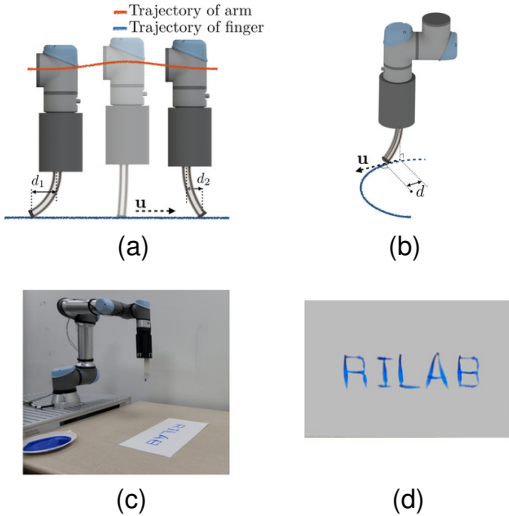 Trajectory of arm
Trajectory of finger
d₁
u
d₂
u
d
(a)
(b)
RILAB
RILAB
(c)
(d)